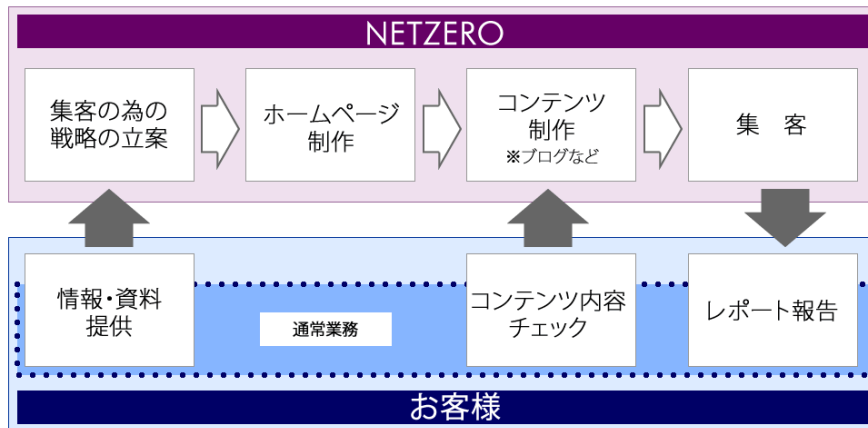 NETZERO
集客の為の
戦略の立案
ホームページ
制作
コンテンツ
制作
※ブログなど
集　客
情報・資料
提供
通常業務
コンテンツ内容
チェック
レポート報告
お客様